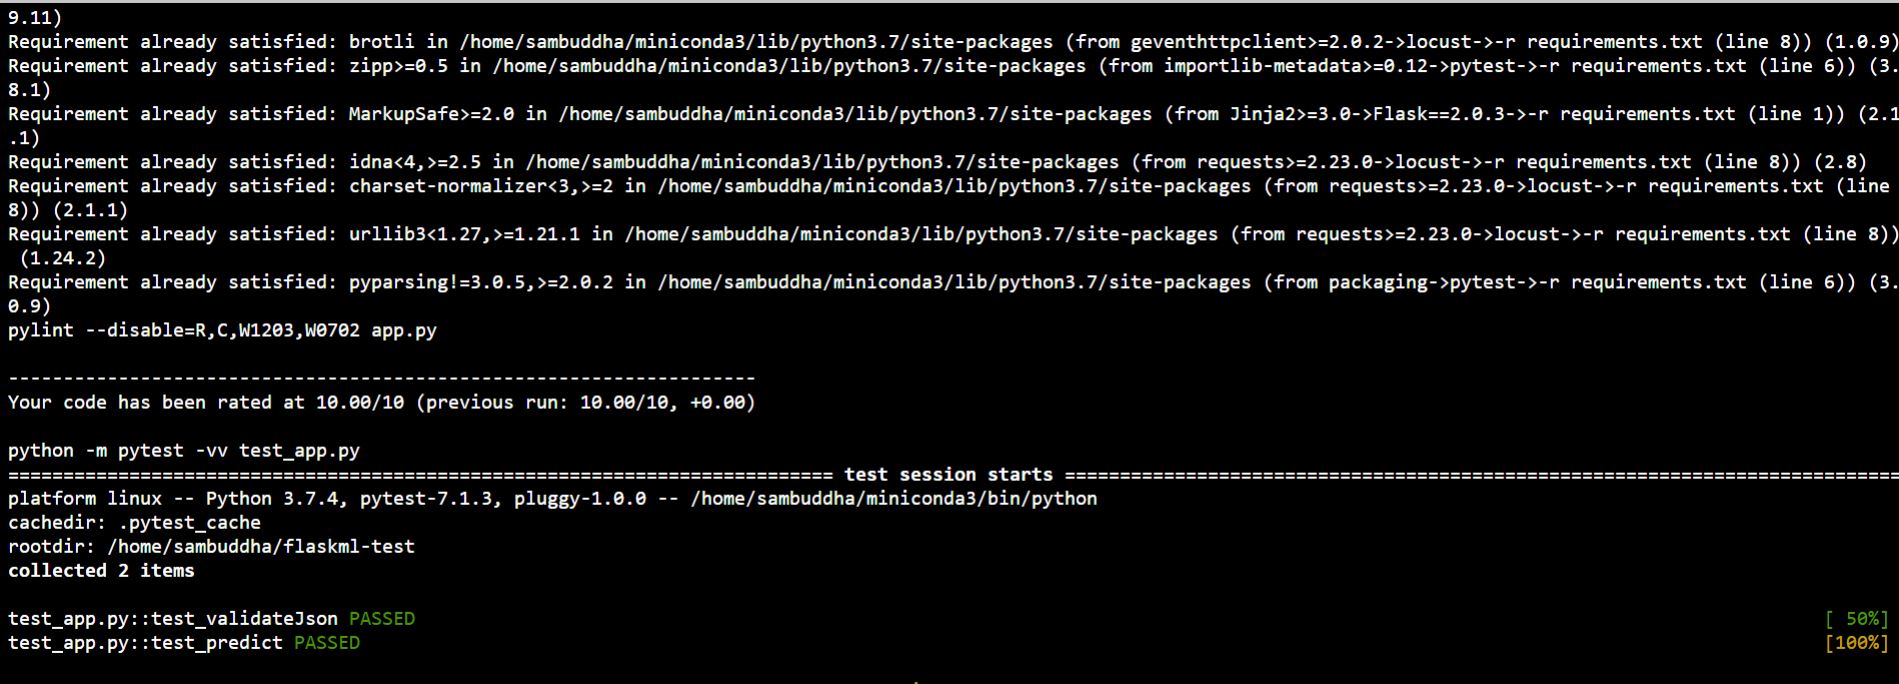 9.11)
Requirement already satisfied: brotli in /home/sambuddha/miniconda3/lib/python3.7/site-packages (from geventhttpclient>=2.0.2->locust->-r requirements.txt (line 8)) (1.0.9)
Requirement already satisfied: zipp>=0.5 in /home/sambuddha/miniconda3/lib/python3.7/site-packages (from importlib-metadata>=0.12->pytest->-r requirements.txt (line 6)) (3.
8.1)
Requirement already satisfied: MarkupSafe>=2.0 in /home/sambuddha/miniconda3/lib/python3.7/site-packages (from Jinja2>=3.0->Flask==2.0.3->-r requirements.txt (line 1)) (2.1
.1)
Requirement already satisfied: idna<4,>=2.5 in /home/sambuddha/miniconda3/lib/python3.7/site-packages (from requests>=2.23.0->locust->-r requirements.txt (line 8)) (2.8)
Requirement already satisfied: charset-normalizer<3,>=2 in /home/sambuddha/miniconda3/lib/python3.7/site-packages (from requests>=2.23.0->locust->-r requirements.txt (line
8)) (2.1.1)
Requirement already satisfied: urllib3<1.27,>=1.21.1 in /home/sambuddha/miniconda3/lib/python3.7/site-packages (from requests>=2.23.0->locust->-r requirements.txt (line 8))
(1.24.2)
Requirement already satisfied: pyparsing!=3.0.5,>=2.0.2 in /home/sambuddha/miniconda3/lib/python3.7/site-packages (from packaging->pytest->-r requirements.txt (line 6)) (3.
0.9)
pylint --disable=R,C,W1203,W0702 app.py
--------------------------------------------------------------------
Your code has been rated at 10.00/10 (previous run: 10.00/10, +0.00)
python -m pytest -vv test_app.py
=========================================================================== test session starts ============================================================================
platform linux -- Python 3.7.4, pytest-7.1.3, pluggy-1.0.0 -- /home/sambuddha/miniconda3/bin/python
cachedir: .pytest_cache
rootdir: /home/sambuddha/flaskml-test
collected 2 items
test_app.py::test_validateJson PASSED [ 50%]
test_app.py::test_predict PASSED [100%]